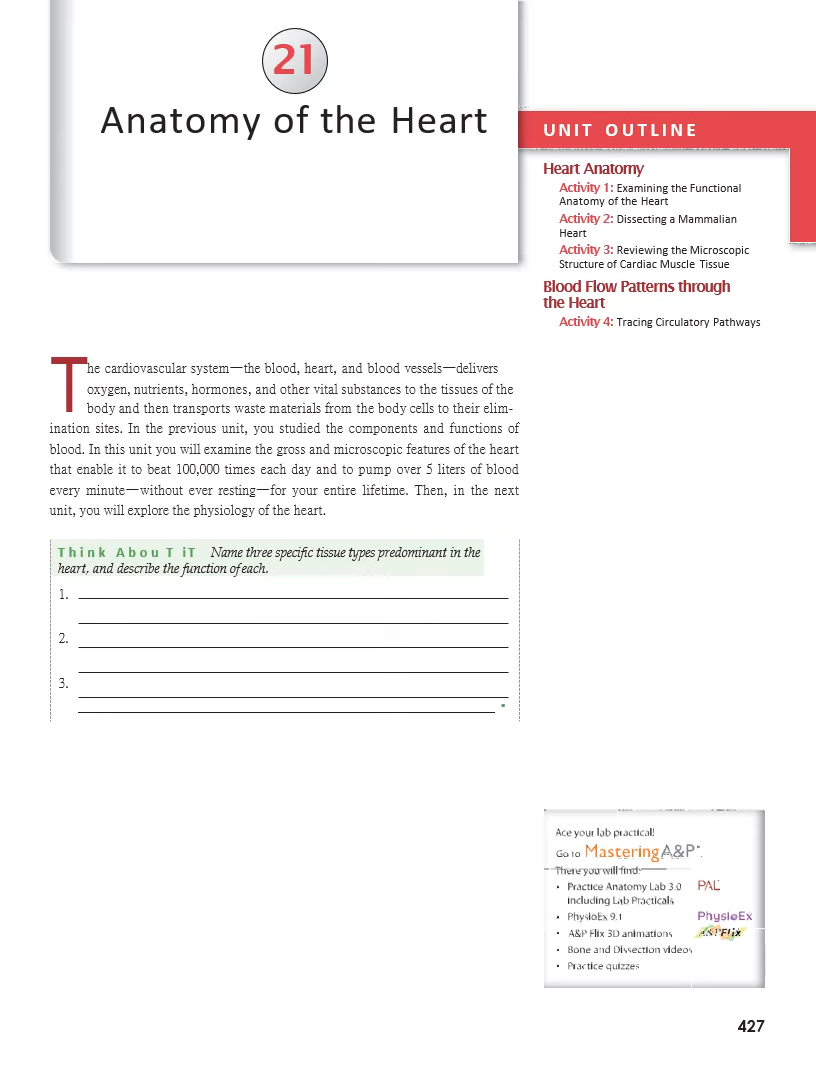 21
Anatomy of the Heart
UNIT OUTLINE
Heart Anatomy
Activity 1: Examining the Functional
Anatomy of the Heart
Activity 2: Dissecting a Mammalian
Heart
Activity 3: Reviewing the Microscopic
Structure of Cardiac Muscle Tissue
Blood Flow Patterns through
the Heart
Activity 4: Tracing Circulatory Pathways
The cardiovascular system—the blood, heart, and blood vessels—delivers
oxygen, nutrients, hormones, and other vital substances to the tissues of the
body and then transports waste materials from the body cells to their elim-
ination sites. In the previous unit, you studied the components and functions of
blood. In this unit you will examine the gross and microscopic features of the heart
that enable it to beat 100,000 times each day and to pump over 5 liters of blood
every minute—without ever resting—for your entire lifetime. Then, in the next
unit, you will explore the physiology of the heart.
Think AbouT iT Name three specific tissue types predominant in the
heart, and describe the function of each.
1.
2.
3.
Ace your lab practical!
Go to MasteringA&P™.
There you will find:
• Practice Anatomy Lab 3.0 PAL™
including Lab Practicals
• PhysioEx 9.1 PhysioEx
• A&P Flix 3D animations A&PFlix
• Bone and Dissection videos
• Practice quizzes
427